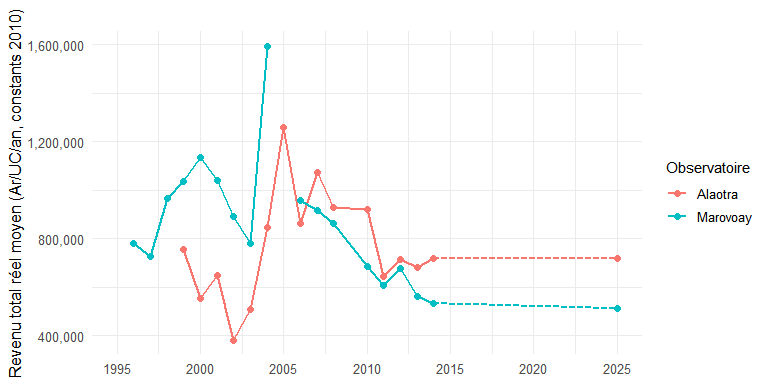 Revenu total réel moyen (Ar/UC/an, constants 2010)
1,600,000
1,200,000
800,000
400,000
1995
2000
2005
2010
2015
2020
2025
Observatoire
Alaotra
Marovoay